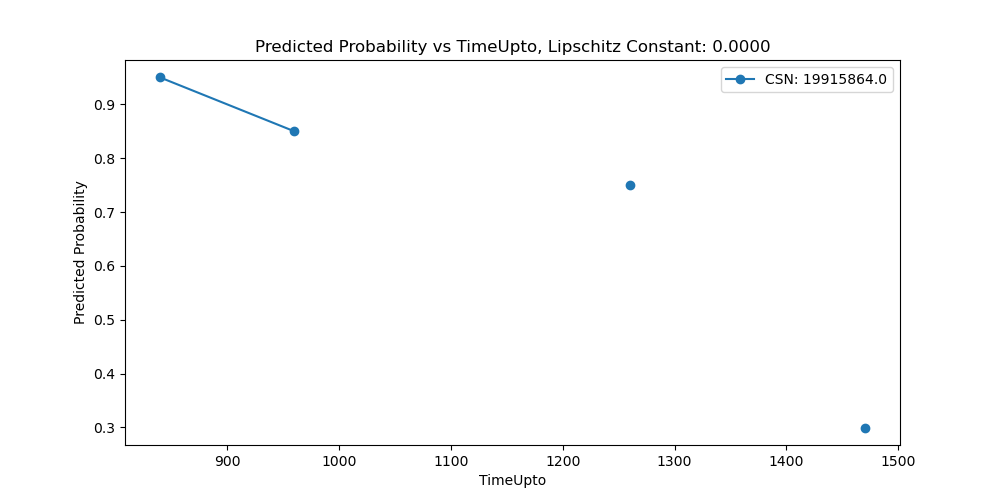 Predicted Probability vs TimeUpto, Lipschitz Constant: 0.0000
CSN: 19915864.0
Predicted Probability
0.9
0.8
0.7
0.6
0.5
0.4
0.3
900 1000 1100 1200 1300 1400 1500
TimeUpto